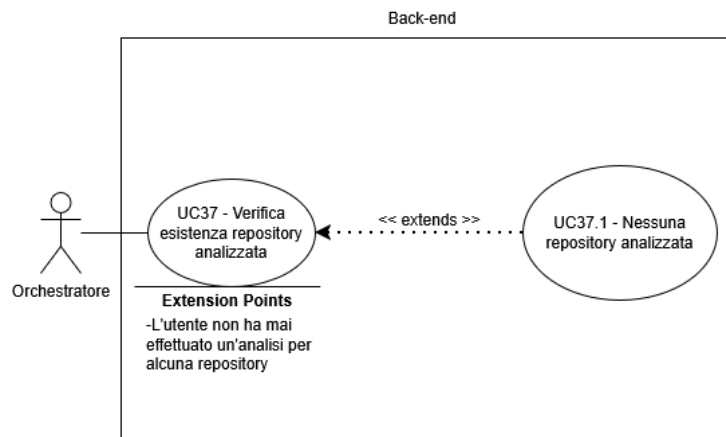 Back-end
UC37 - Verifica
esistenza repository
analizzata
<< extends >>
UC37.1 - Nessuna
repository analizzata
Orchestratore
Extension Points
-L'utente non ha mai
effettuato un'analisi per
alcuna repository